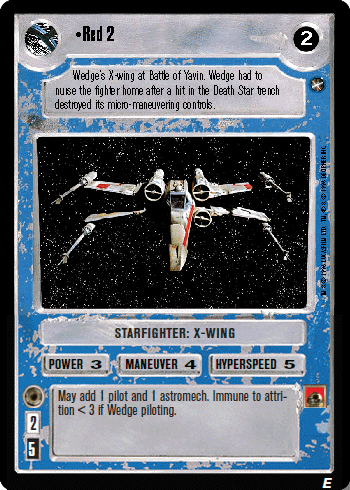 •Red 2
2
Wedge's X-wing at Battle of Yavin. Wedge had to
nurse the fighter home after a hit in the Death Star trench
destroyed its micro-maneuvering controls.
STARFIGHTER: X-WING
POWER 3 MANEUVER 4 HYPERSPEED 5
May add 1 pilot and 1 astromech. Immune to attri-
tion < 3 if Wedge piloting.
2
5
E